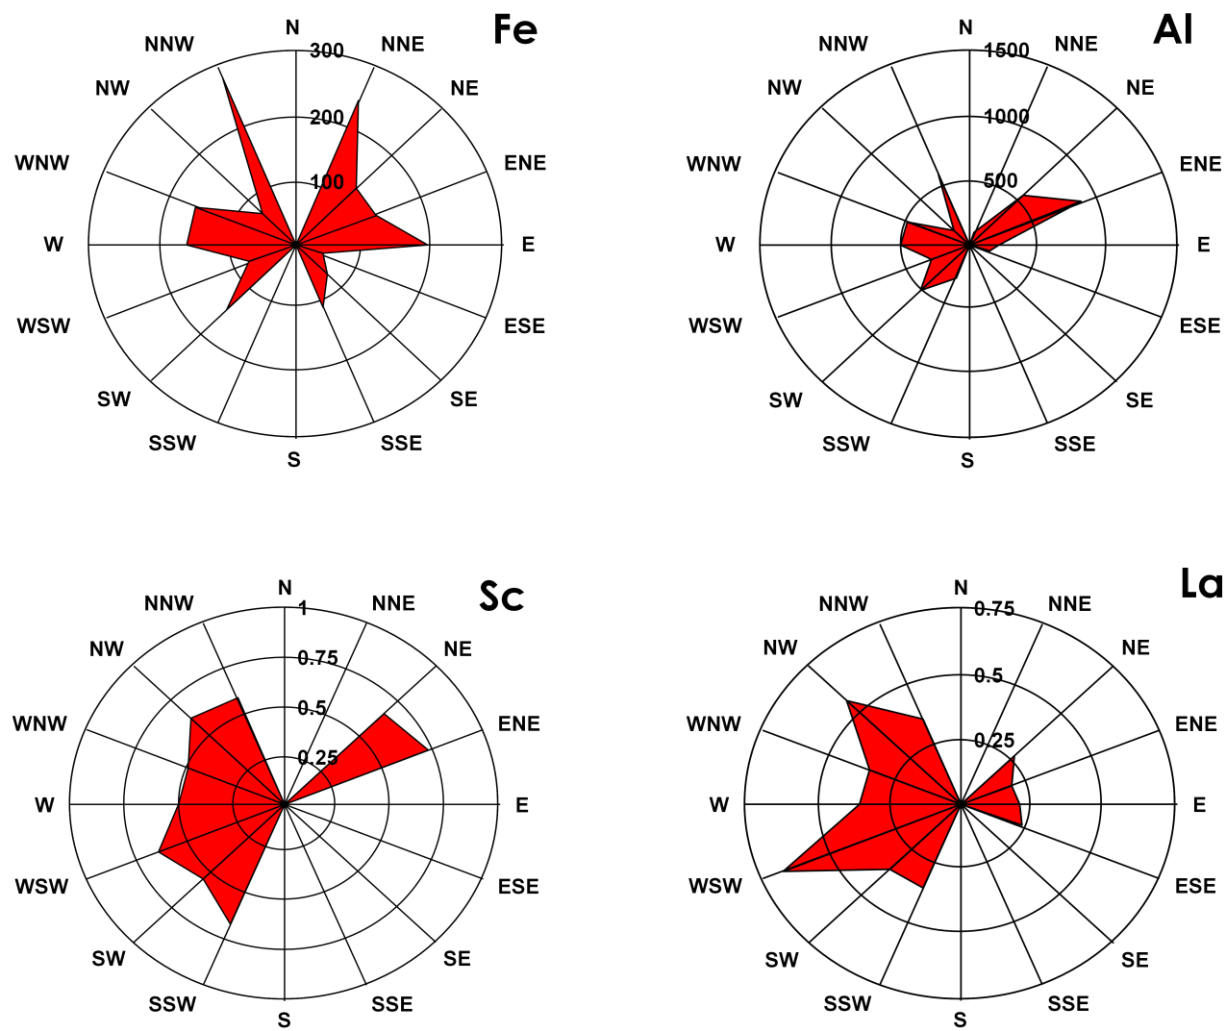 Fe
N
NNW
300
NNE
NW
NE
200
WNW
100
ENE
W
E
WSW
ESE
SW
SE
SSW
SSE
S
Al
N
NNW
1500
NNE
NW
NE
1000
WNW
500
ENE
W
E
WSW
ESE
SW
SE
SSW
SSE
S
Sc
N
NNW
1
NNE
NW
NE
0.75
WNW
0.5
ENE
0.25
W
E
WSW
ESE
SW
SE
SSW
SSE
S
La
N
NNW
0.75
NNE
NW
NE
0.5
WNW
0.25
ENE
W
E
WSW
ESE
SW
SE
SSW
SSE
S